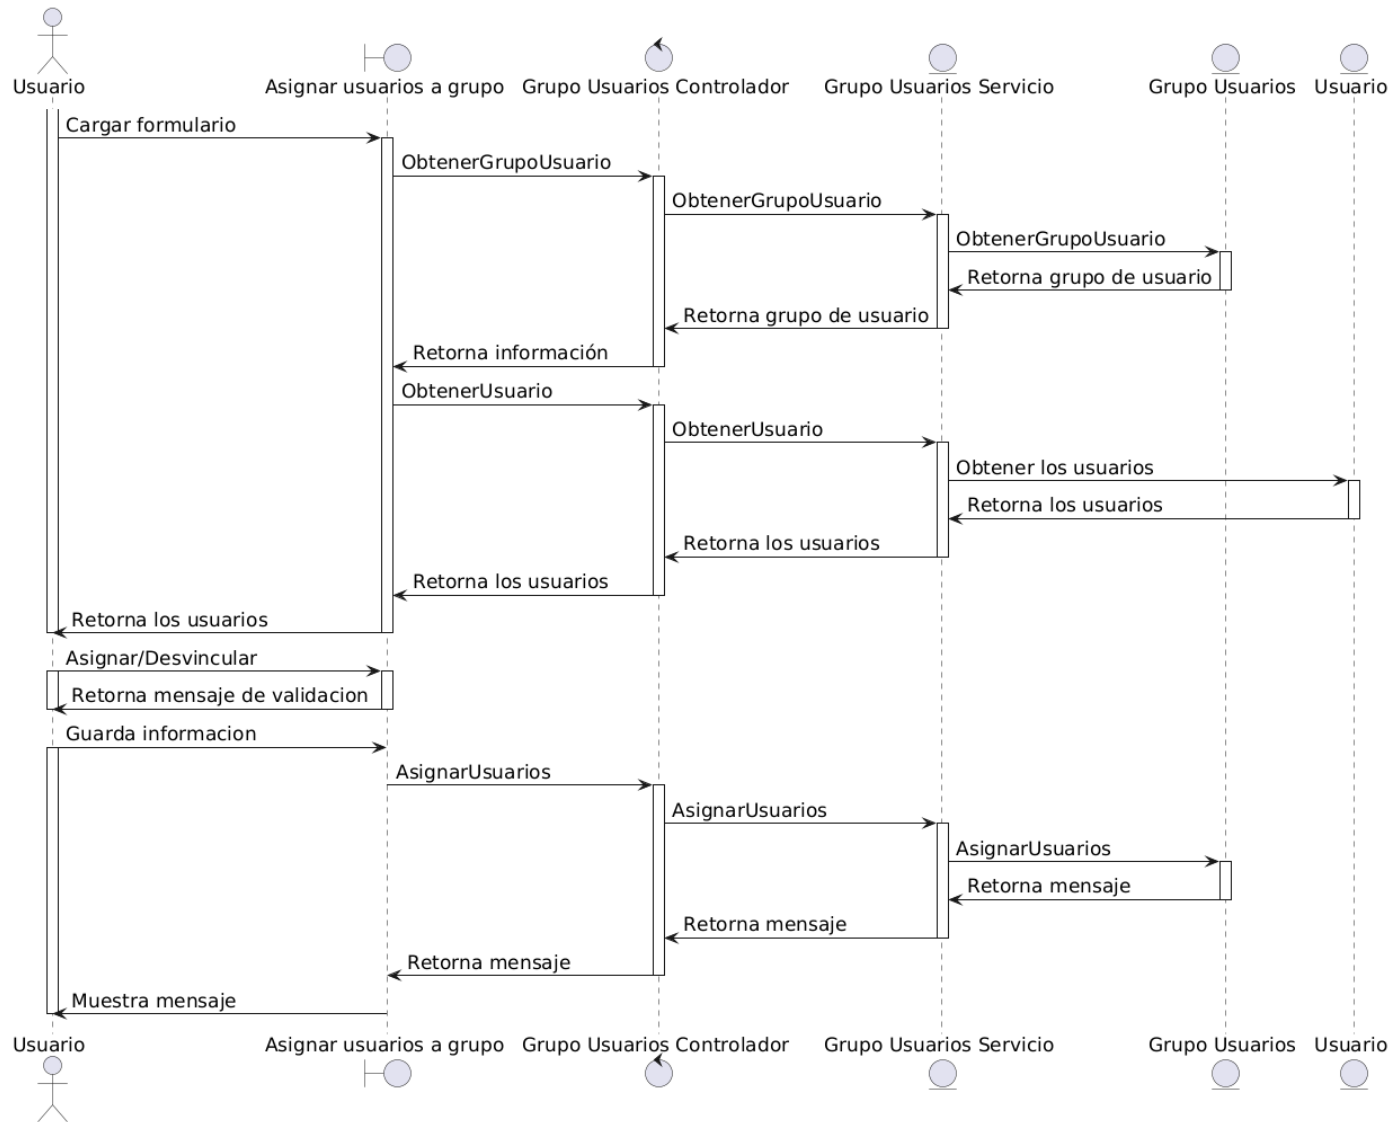 Usuario
Asignar usuarios a grupo
Grupo Usuarios Controlador
Grupo Usuarios Servicio
Grupo Usuarios
Usuario
Cargar formulario
ObtenerGrupoUsuario
ObtenerGrupoUsuario
ObtenerGrupoUsuario
Retorna grupo de usuario
Retorna grupo de usuario
Retorna información
ObtenerUsuario
ObtenerUsuario
Obtener los usuarios
Retorna los usuarios
Retorna los usuarios
Retorna los usuarios
Retorna los usuarios
Asignar/Desvincular
Retorna mensaje de validacion
Guarda informacion
AsignarUsuarios
AsignarUsuarios
AsignarUsuarios
Retorna mensaje
Retorna mensaje
Retorna mensaje
Muestra mensaje
Usuario
Asignar usuarios a grupo
Grupo Usuarios Controlador
Grupo Usuarios Servicio
Grupo Usuarios
Usuario